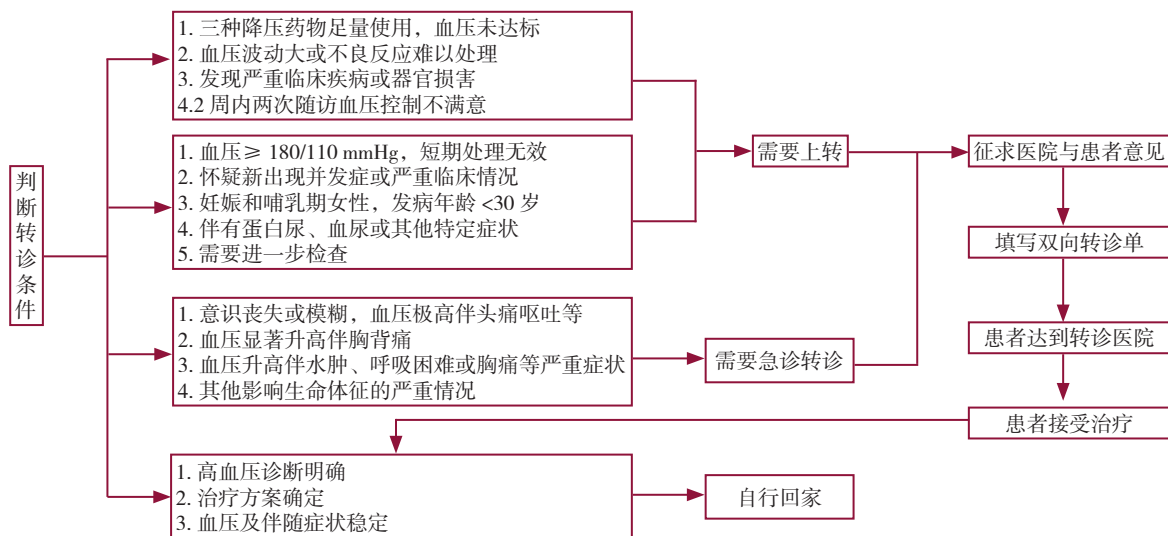 判断转诊条件
1. 三种降压药物足量使用，血压未达标
2. 血压波动大或不良反应难以处理
3. 发现严重临床疾病或器官损害
4.2 周内两次随访血压控制不满意
1. 血压≥ 180/110 mmHg，短期处理无效
2. 怀疑新出现并发症或严重临床情况
3. 妊娠和哺乳期女性，发病年龄 <30 岁
4. 伴有蛋白尿、血尿或其他特定症状
5. 需要进一步检查
需要上转
1. 意识丧失或模糊，血压极高伴头痛呕吐等
2. 血压显著升高伴胸背痛
3. 血压升高伴水肿、呼吸困难或胸痛等严重症状
4. 其他影响生命体征的严重情况
需要急诊转诊
征求医院与患者意见
填写双向转诊单
患者达到转诊医院
患者接受治疗
1. 高血压诊断明确
2. 治疗方案确定
3. 血压及伴随症状稳定
自行回家